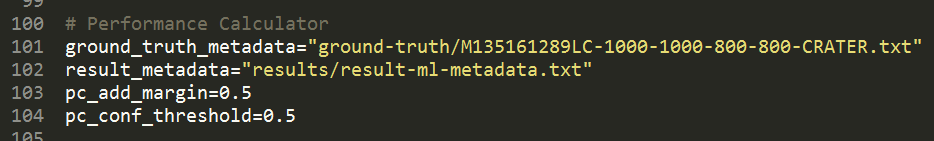 100 # Performance Calculator
101 ground_truth_metadata="ground-truth/M135161289LC-1000-1000-800-800-CRATER.txt"
102 result_metadata="results/result-ml-metadata.txt"
103 pc_add_margin=0.5
104 pc_conf_threshold=0.5
105